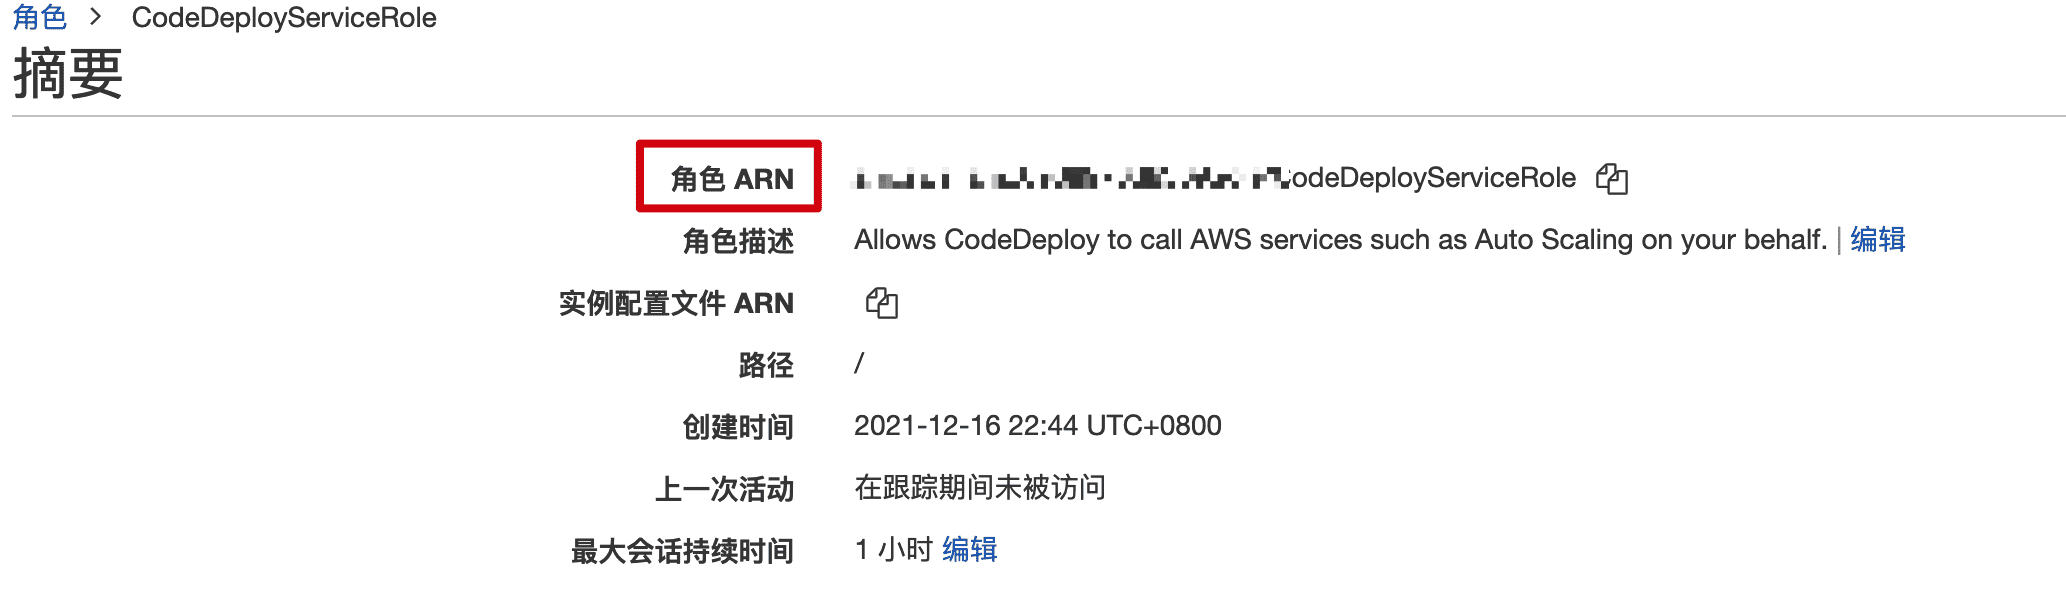 角色 > CodeDeployServiceRole
摘要
角色 ARN odeDeployServiceRole
角色描述 Allows CodeDeploy to call AWS services such as Auto Scaling on your behalf. | 编辑
实例配置文件 ARN
路径 /
创建时间 2021-12-16 22:44 UTC+0800
上一次活动 在跟踪期间未被访问
最大会话持续时间 1 小时 编辑